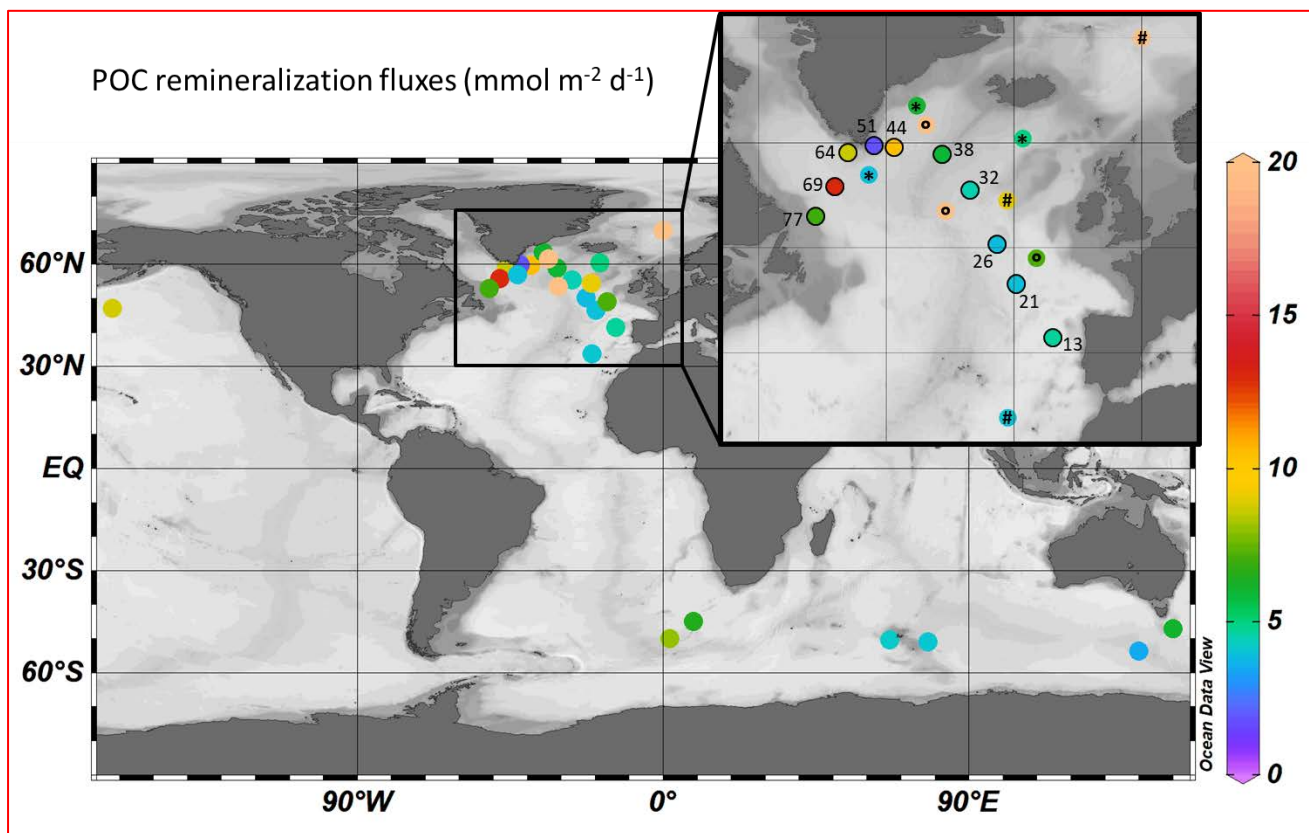 POC remineralization fluxes (mmol m-2 d-1)
#
*
o
51
44
64
38
*
*
69
32
o
#
77
26
o
21
13
#
60°N
30°N
EQ
30°S
60°S
90°W
0°
90°E
20
15
10
5
0
Ocean Data View